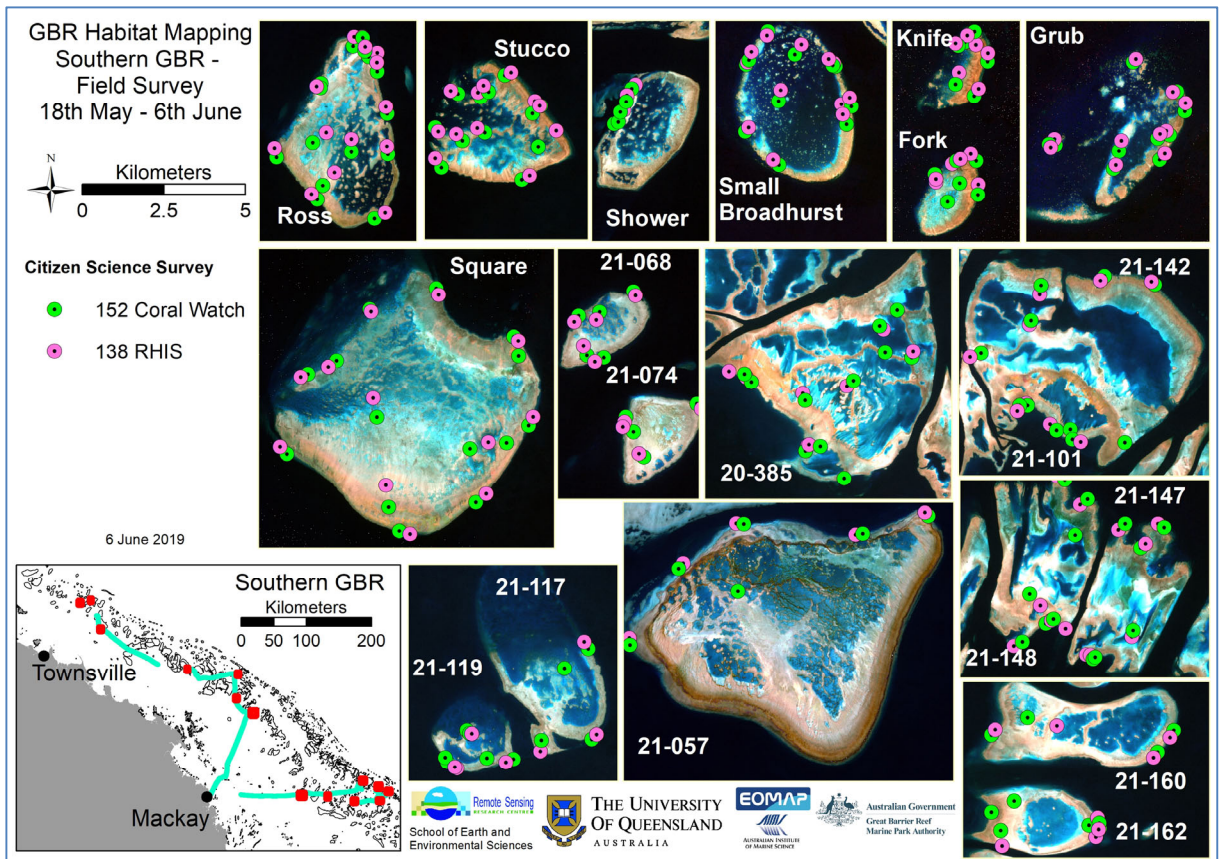 GBR Habitat Mapping
Southern GBR -
Field Survey
18th May - 6th June
N
Kilometers
0 2.5 5
Citizen Science Survey
152 Coral Watch
138 RHIS
Ross
Stucco
Shower
Small
Broadhurst
Knife
Fork
Grub
Square
21-068
21-074
20-385
21-142
21-101
21-147
21-148
21-117
21-119
21-057
21-160
21-162
6 June 2019
Southern GBR
Kilometers
0 50 100 200
Townsville
Mackay
Remote Sensing
RESEARCH CENTRE
School of Earth and
Environmental Sciences
THE UNIVERSITY
OF QUEENSLAND
AUSTRALIA
EOMAP
AIMS
AUSTRALIAN INSTITUTE
OF MARINE SCIENCE
Australian Government
Great Barrier Reef
Marine Park Authority